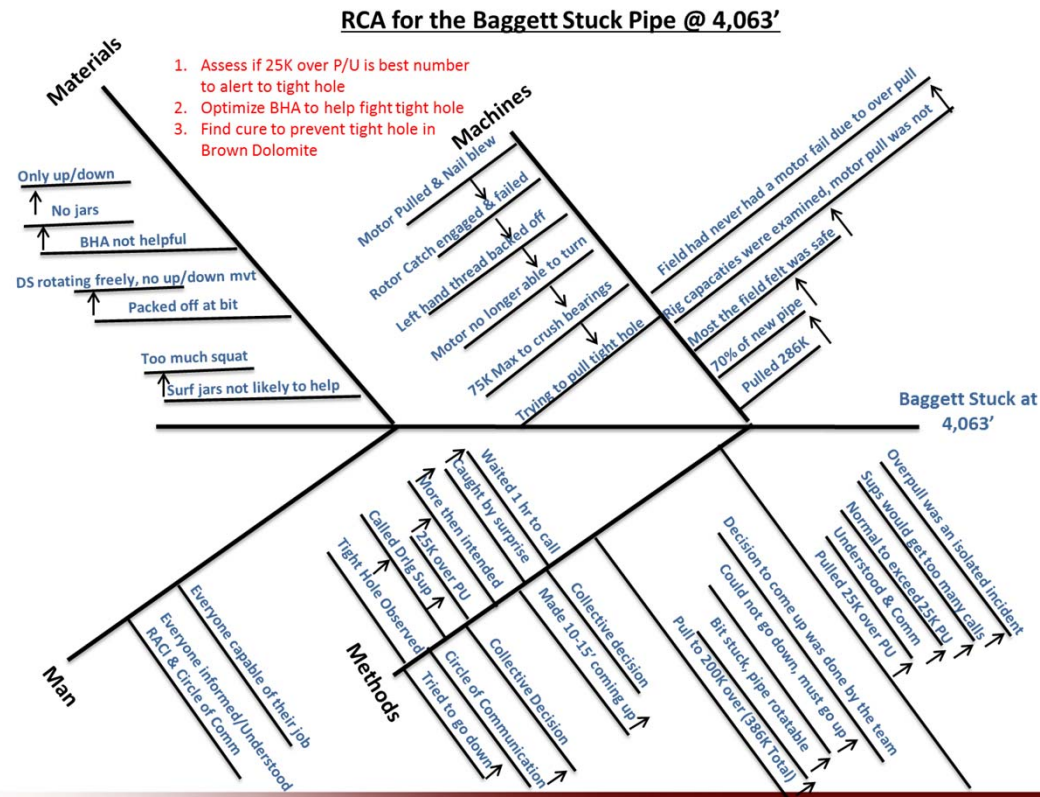 RCA for the Baggett Stuck Pipe @ 4,063’
1. Assess if 25K over P/U is best number
to alert to tight hole
2. Optimize BHA to help fight tight hole
3. Find cure to prevent tight hole in
Brown Dolomite
Materials
Only up/down
No jars
BHA not helpful
DS rotating freely, no up/down mvt
Packed off at bit
Too much squat
Surf jars not likely to help
Machines
Motor Pulled & Nail blew
Rotor Catch engaged & failed
Left hand thread backed off
Motor no longer able to turn
75K Max to crush bearings
Trying to pull tight hole
Field had never had a motor fail due to over pull
Rig capacaties were examined, motor pull was not
Most the field felt was safe
70% of new pipe
Pulled 286K
Baggett Stuck at
4,063’
Man
Everyone capable of their job
Everyone informed/Understood
RACI & Circle of Comm
Methods
Waited 1 hr to call
Caught by surprise
More then intended
25K over PU
Called Drlg Sup
Tight Hole Observed
Tried to go down
Circle of Communication
Collective Decision
Made 10-15’ coming up
Collective decision
Pull to 200K over (386K Total)
Bit stuck, pipe rotatable
Could not go down, must go up
Decision to come up was done by the team
Pulled 25K over PU
Understood & Comm
Normal to exceed 25K PU
Sups would get too many calls
Overpull was an isolated incident